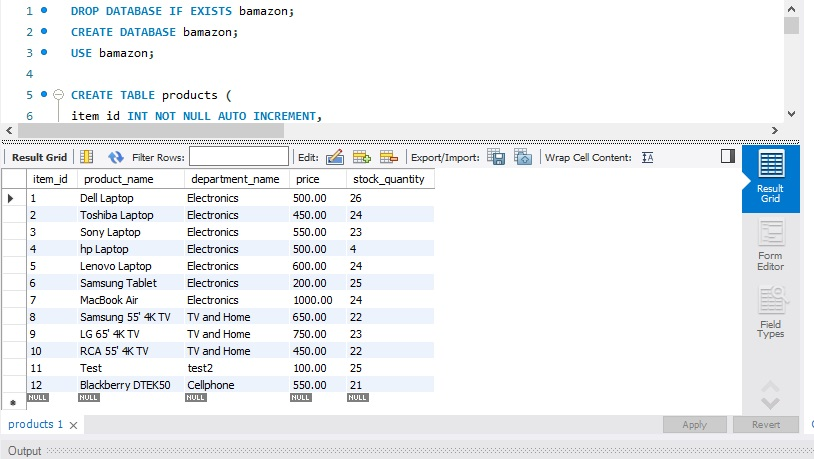 1 DROP DATABASE IF EXISTS bamazon;
2 CREATE DATABASE bamazon;
3 USE bamazon;
4
5 CREATE TABLE products (
6 item id INT NOT NULL AUTO INCREMENT,
Result Grid Filter Rows: Edit: Export/Import: Wrap Cell Content: IA
item_id product_name department_name price stock_quantity
1 Dell Laptop Electronics 500.00 26
2 Toshiba Laptop Electronics 450.00 24
3 Sony Laptop Electronics 550.00 23
4 hp Laptop Electronics 500.00 4
5 Lenovo Laptop Electronics 600.00 24
6 Samsung Tablet Electronics 200.00 25
7 MacBook Air Electronics 1000.00 24
8 Samsung 55' 4K TV TV and Home 650.00 22
9 LG 65' 4K TV TV and Home 750.00 23
10 RCA 55' 4K TV TV and Home 450.00 22
11 Test test2 100.00 25
12 Blackberry DTEK50 Cellphone 550.00 21
NULL NULL NULL NULL NULL
Result
Grid
Form
Editor
Field
Types
products 1 Apply Revert
Output